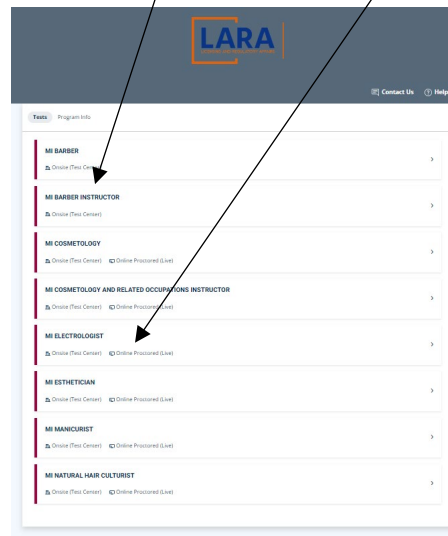 LARA
Contact Us Help
Tests Program Info
MI BARBER
Onsite (Test Center)
MI BARBER INSTRUCTOR
Onsite (Test Center)
MI COSMETOLOGY
Onsite (Test Center) Online Proctored (Live)
MI COSMETOLOGY AND RELATED OCCUPATIONS INSTRUCTOR
Onsite (Test Center) Online Proctored (Live)
MI ELECTROLOGIST
Onsite (Test Center) Online Proctored (Live)
MI ESTHETICIAN
Onsite (Test Center) Online Proctored (Live)
MI MANICURIST
Onsite (Test Center) Online Proctored (Live)
MI NATURAL HAIR CULTURIST
Onsite (Test Center) Online Proctored (Live)